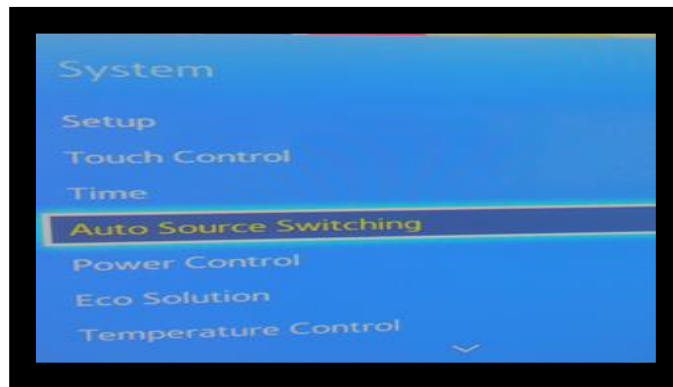 System
Setup
Touch Control
Time
Auto Source Switching
Power Control
Eco Solution
Temperature Control